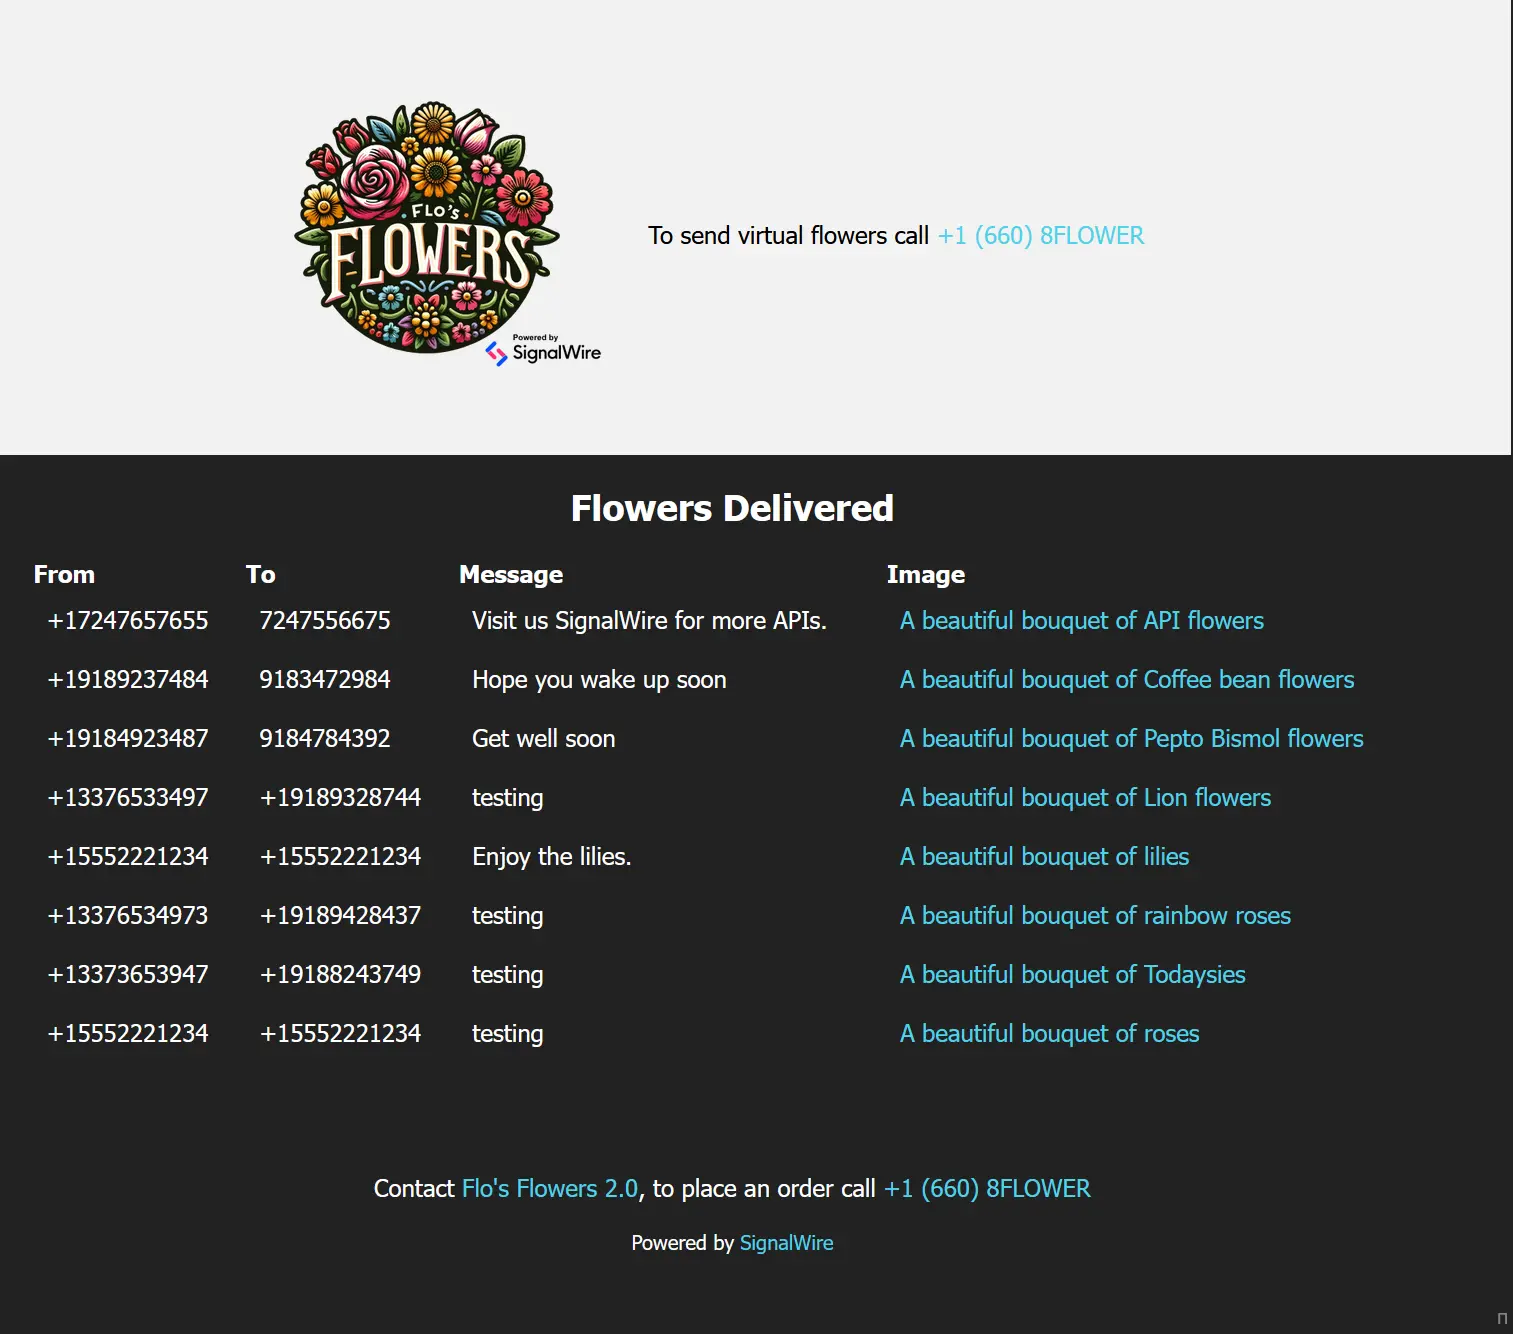 FLO'S
FLOWERS
Powered by
SignalWire
To send virtual flowers call +1 (660) 8FLOWER
Flowers Delivered
From To Message Image
+17247657655 7247556675 Visit us SignalWire for more APIs. A beautiful bouquet of API flowers
+19189237484 9183472984 Hope you wake up soon A beautiful bouquet of Coffee bean flowers
+19184923487 9184784392 Get well soon A beautiful bouquet of Pepto Bismol flowers
+13376533497 +19189328744 testing A beautiful bouquet of Lion flowers
+15552221234 +15552221234 Enjoy the lilies. A beautiful bouquet of lilies
+13376534973 +19189428437 testing A beautiful bouquet of rainbow roses
+13373653947 +19188243749 testing A beautiful bouquet of Todaysies
+15552221234 +15552221234 testing A beautiful bouquet of roses
Contact Flo's Flowers 2.0, to place an order call +1 (660) 8FLOWER
Powered by SignalWire